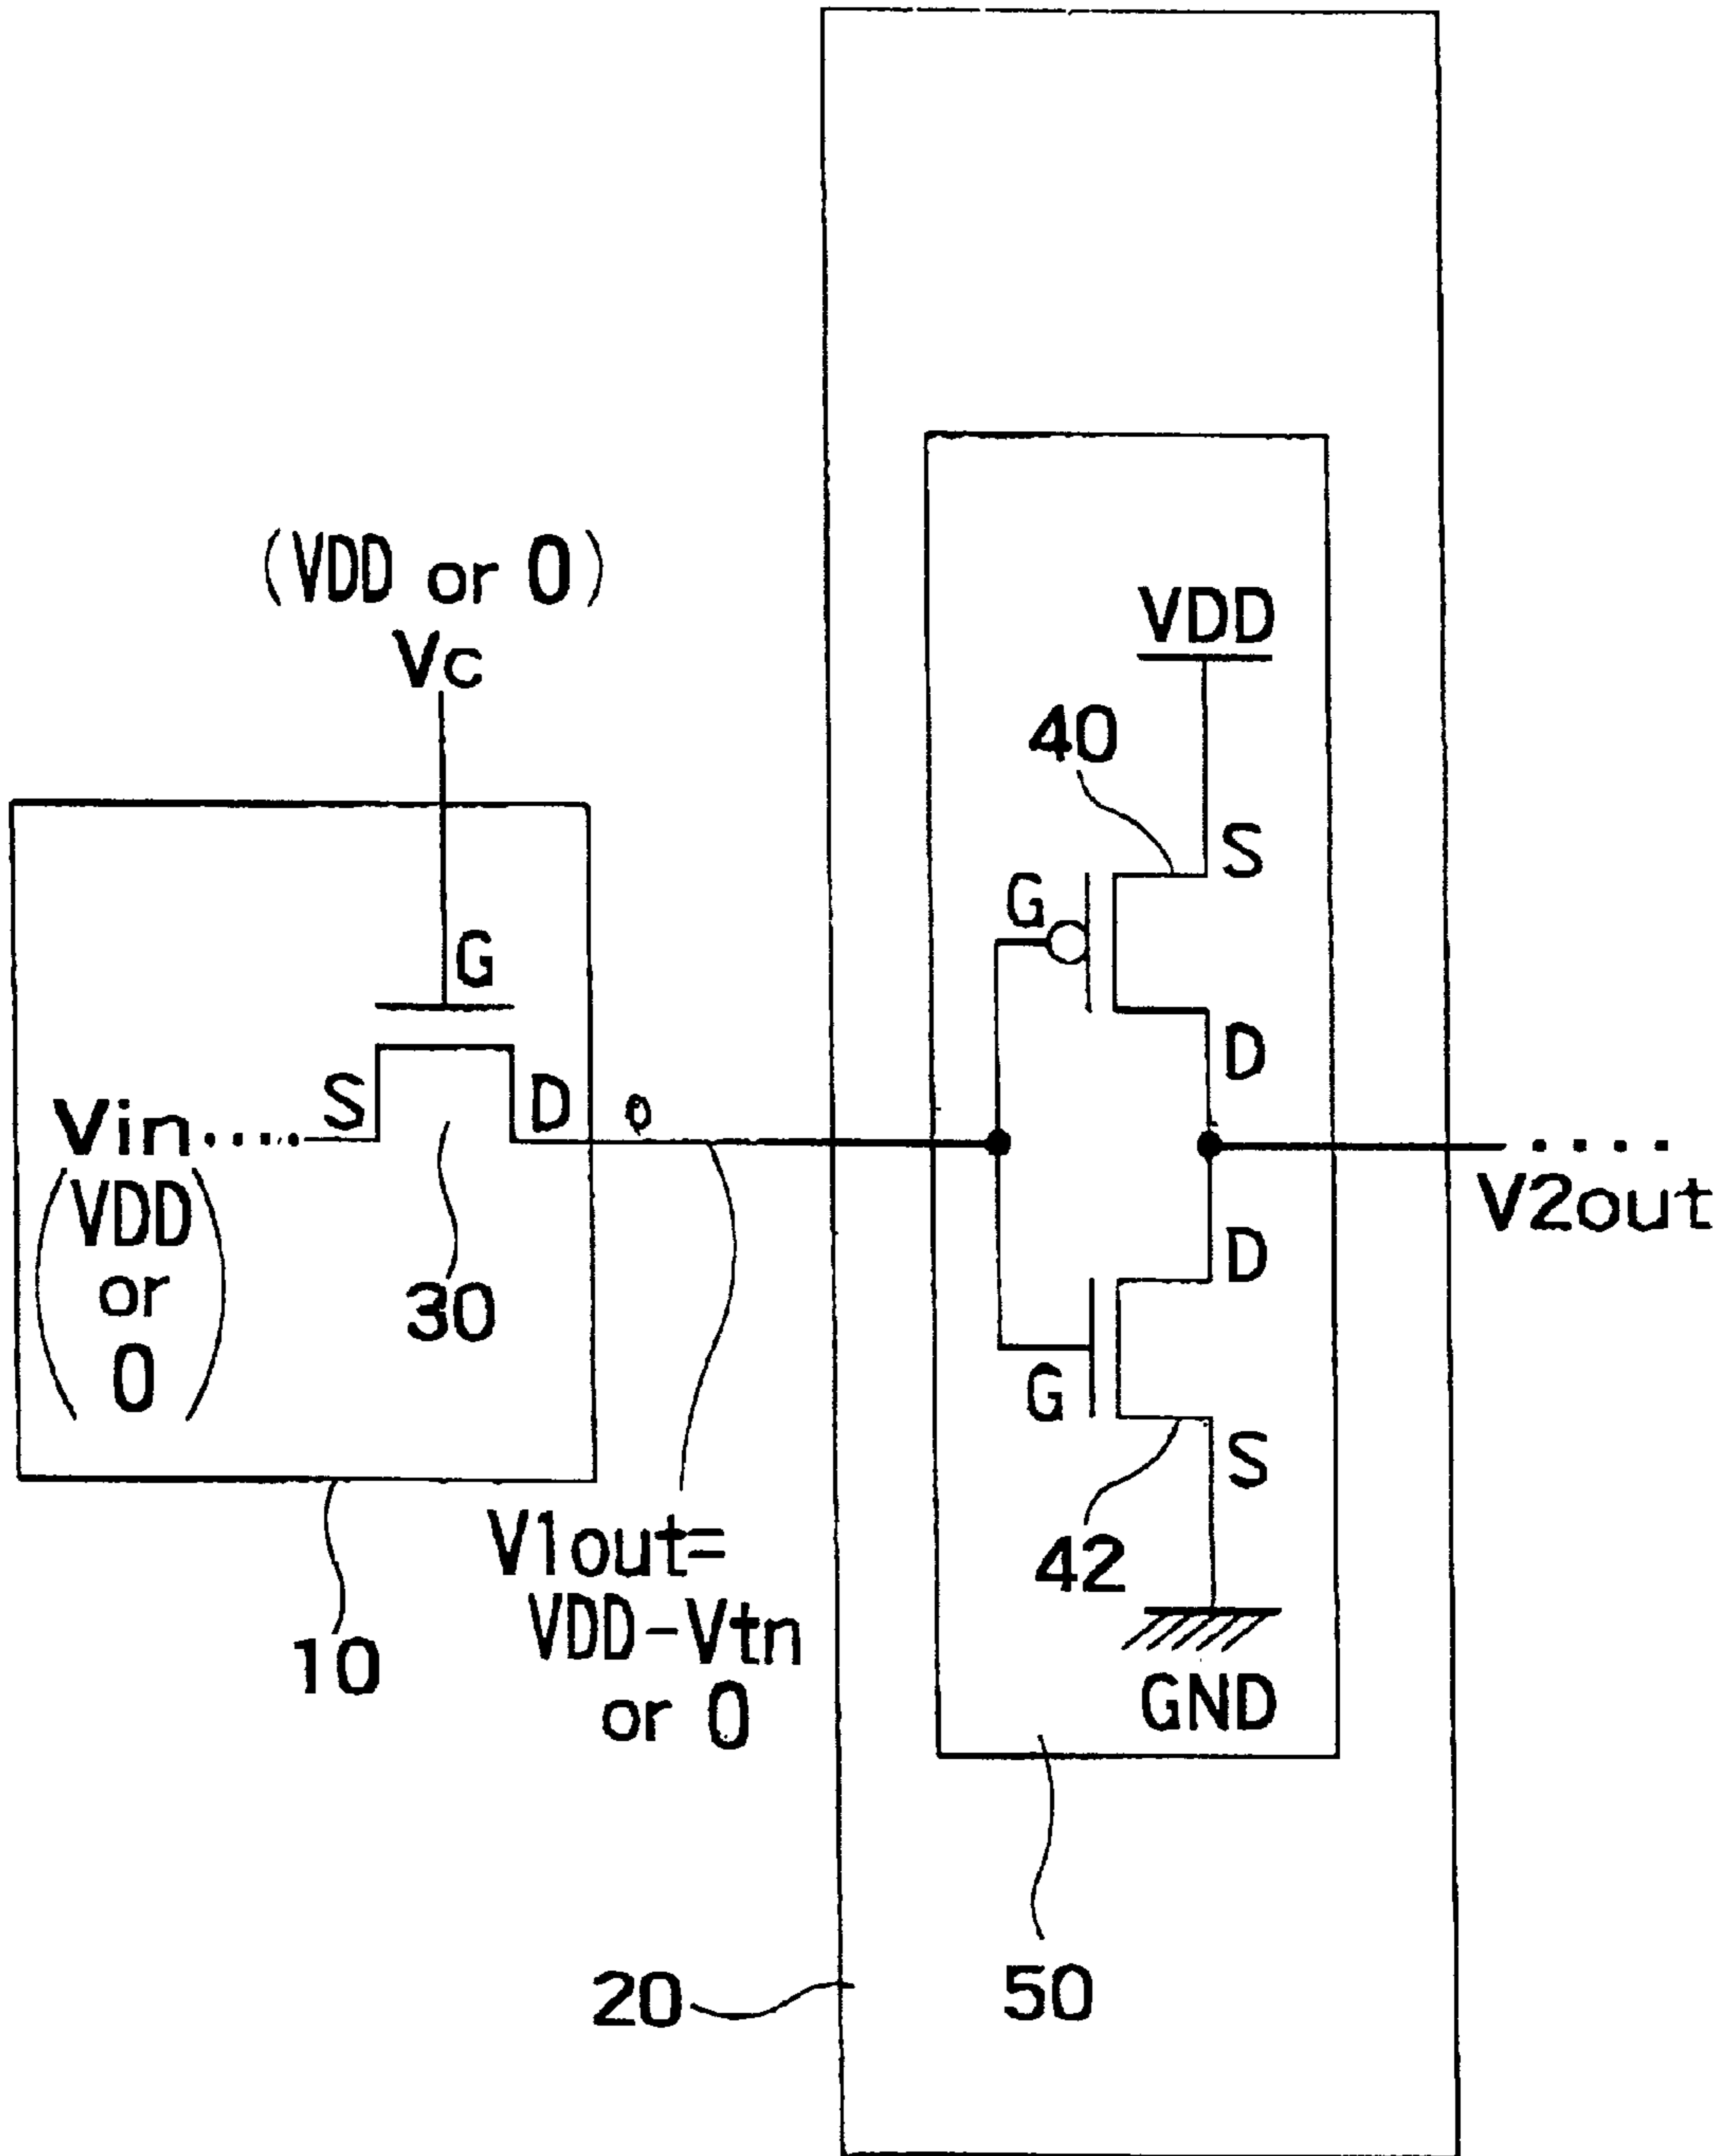 (VDD or 0)
Vc
VDD
40
S
G
G
D
S
D
Vin
(VDD
or
0)
30
D
G
S
V2out
V1out=
VDD-Vtn
or 0
42
10
GND
20
50